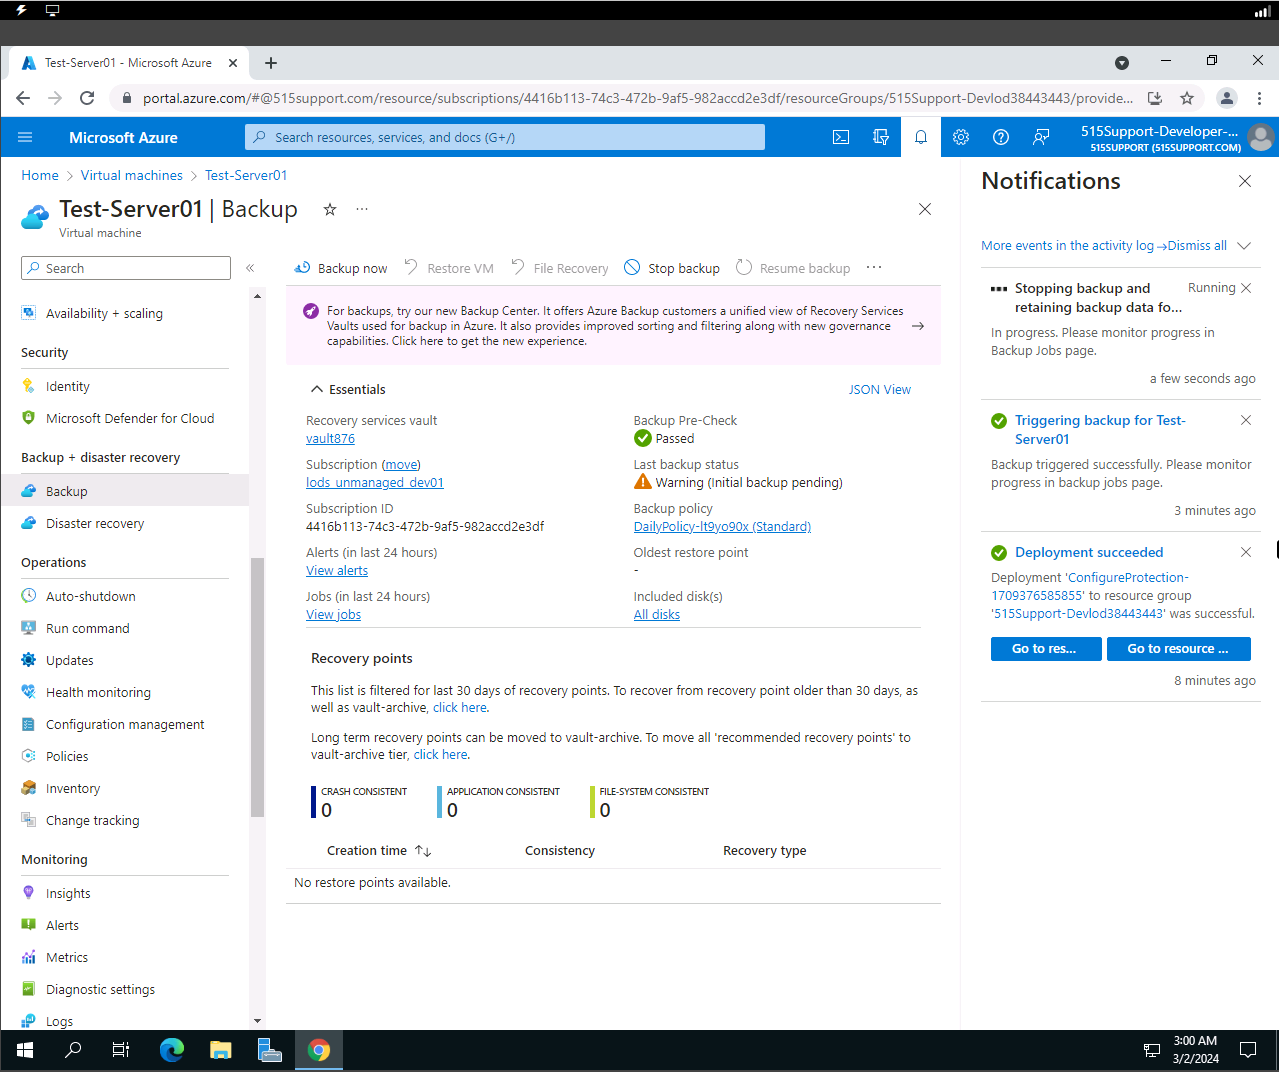 Test-Server01 - Microsoft Azure
portal.azure.com/#@515support.com/resource/subscriptions/4416b113-74c3-472b-9af5-982accd2e3df/resourceGroups/515Support-Devlod38443443/provide...
Microsoft Azure
Search resources, services, and docs (G+/)
515Support-Developer-...
515SUPPORT (515SUPPORT.COM)
Home > Virtual machines > Test-Server01
Test-Server01 | Backup
Virtual machine
Search
Availability + scaling
Security
Identity
Microsoft Defender for Cloud
Backup + disaster recovery
Backup
Disaster recovery
Operations
Auto-shutdown
Run command
Updates
Health monitoring
Configuration management
Policies
Inventory
Change tracking
Monitoring
Insights
Alerts
Metrics
Diagnostic settings
Logs
Backup now
Restore VM
File Recovery
Stop backup
Resume backup
For backups, try our new Backup Center. It offers Azure Backup customers a unified view of Recovery Services
Vaults used for backup in Azure. It also provides improved sorting and filtering along with new governance
capabilities. Click here to get the new experience.
Essentials
JSON View
Recovery services vault
vault876
Subscription (move)
lods_unmanaged_dev01
Subscription ID
4416b113-74c3-472b-9af5-982accd2e3df
Alerts (in last 24 hours)
View alerts
Jobs (in last 24 hours)
View jobs
Backup Pre-Check
Passed
Last backup status
Warning (Initial backup pending)
Backup policy
DailyPolicy-lt9yo90x (Standard)
Oldest restore point
-
Included disk(s)
All disks
Recovery points
This list is filtered for last 30 days of recovery points. To recover from recovery point older than 30 days, as
well as vault-archive, click here.
Long term recovery points can be moved to vault-archive. To move all 'recommended recovery points' to
vault-archive tier, click here.
CRASH CONSISTENT
0
APPLICATION CONSISTENT
0
FILE-SYSTEM CONSISTENT
0
Creation time
Consistency
Recovery type
No restore points available.
Notifications
More events in the activity log →
Dismiss all
Stopping backup and
retaining backup data fo...
Running
In progress. Please monitor progress in
Backup Jobs page.
a few seconds ago
Triggering backup for Test-
Server01
Backup triggered successfully. Please monitor
progress in backup jobs page.
3 minutes ago
Deployment succeeded
Deployment 'ConfigureProtection-
1709376585855' to resource group
'515Support-Devlod38443443' was successful.
Go to res...
Go to resource ...
8 minutes ago
3:00 AM
3/2/2024